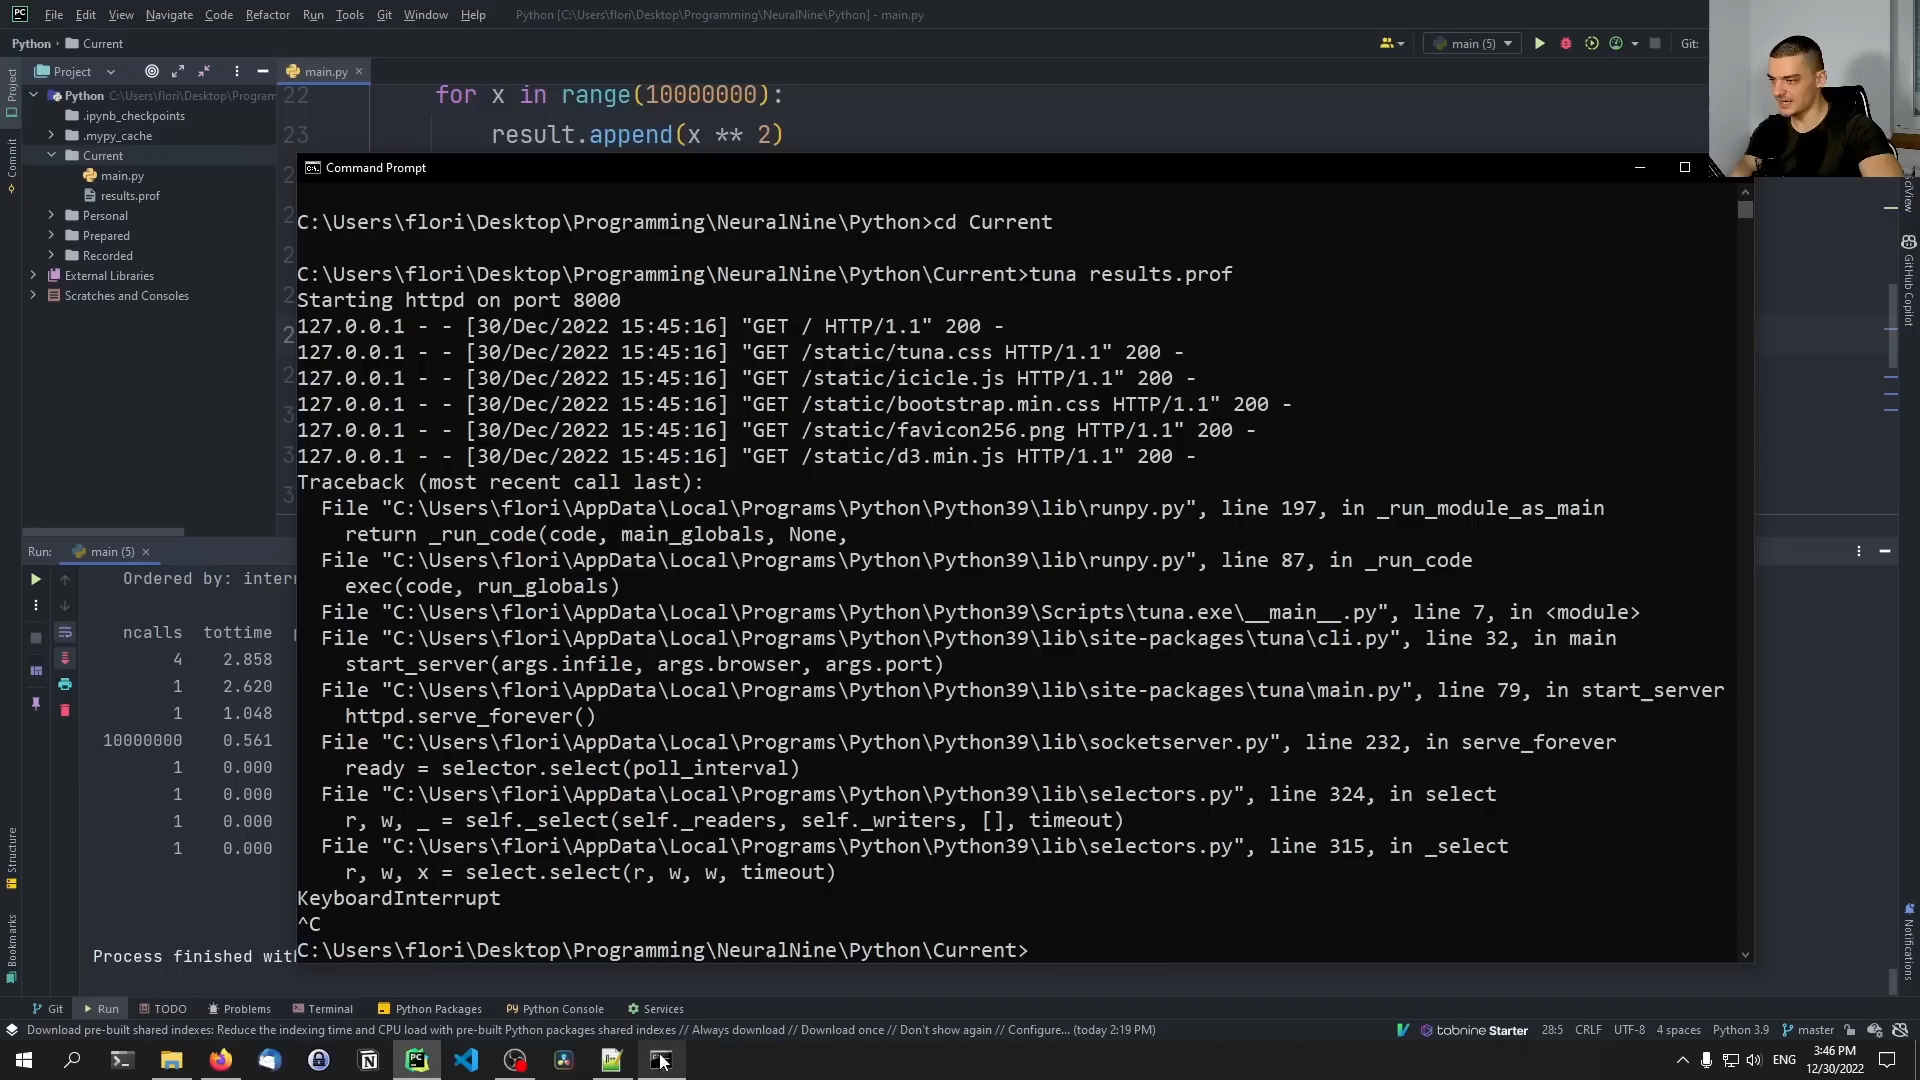 File Edit View Navigate Code Refactor Run Tools Git Window Help Python [C:\Users\flori\Desktop\Programming\NeuralNine\Python] - main.py
Python Current main (5) Git:
Project main.py
Python C:\Users\flori\Desktop\Program
.ipynb_checkpoints
.mypy_cache
Current
main.py
results.prof
Personal
Prepared
Recorded
External Libraries
Scratches and Consoles
22 for x in range(10000000):
23 result.append(x ** 2)
Command Prompt
C:\Users\flori\Desktop\Programming\NeuralNine\Python>cd Current
C:\Users\flori\Desktop\Programming\NeuralNine\Python\Current>tuna results.prof
Starting httpd on port 8000
127.0.0.1 - - [30/Dec/2022 15:45:16] "GET / HTTP/1.1" 200 -
127.0.0.1 - - [30/Dec/2022 15:45:16] "GET /static/tuna.css HTTP/1.1" 200 -
127.0.0.1 - - [30/Dec/2022 15:45:16] "GET /static/icicle.js HTTP/1.1" 200 -
127.0.0.1 - - [30/Dec/2022 15:45:16] "GET /static/bootstrap.min.css HTTP/1.1" 200 -
127.0.0.1 - - [30/Dec/2022 15:45:16] "GET /static/favicon256.png HTTP/1.1" 200 -
127.0.0.1 - - [30/Dec/2022 15:45:16] "GET /static/d3.min.js HTTP/1.1" 200 -
Traceback (most recent call last):
File "C:\Users\flori\AppData\Local\Programs\Python\Python39\lib\runpy.py", line 197, in _run_module_as_main
return _run_code(code, main_globals, None,
File "C:\Users\flori\AppData\Local\Programs\Python\Python39\lib\runpy.py", line 87, in _run_code
exec(code, run_globals)
File "C:\Users\flori\AppData\Local\Programs\Python\Python39\Scripts\tuna.exe\__main__.py", line 7, in <module>
File "C:\Users\flori\AppData\Local\Programs\Python\Python39\lib\site-packages\tuna\cli.py", line 32, in main
start_server(args.infile, args.browser, args.port)
File "C:\Users\flori\AppData\Local\Programs\Python\Python39\lib\site-packages\tuna\main.py", line 79, in start_server
httpd.serve_forever()
File "C:\Users\flori\AppData\Local\Programs\Python\Python39\lib\socketserver.py", line 232, in serve_forever
ready = selector.select(poll_interval)
File "C:\Users\flori\AppData\Local\Programs\Python\Python39\lib\selectors.py", line 324, in select
r, w, _ = self._select(self._readers, self._writers, [], timeout)
File "C:\Users\flori\AppData\Local\Programs\Python\Python39\lib\selectors.py", line 315, in _select
r, w, x = select.select(r, w, w, timeout)
KeyboardInterrupt
^C
C:\Users\flori\Desktop\Programming\NeuralNine\Python\Current>
Run: main (5)
Ordered by: inter
ncalls tottime
4 2.858
1 2.620
1 1.048
10000000 0.561
1 0.000
1 0.000
1 0.000
1 0.000
Process finished wit
Project
Commit
Structure
Bookmarks
SciView
GitHub Copilot
Notifications
Git Run TODO Problems Terminal Python Packages Python Console Services
Download pre-built shared indexes: Reduce the indexing time and CPU load with pre-built Python packages shared indexes // Always download // Download once // Don't show again // Configure... (today 2:19 PM) tabnine Starter 28:5 CRLF UTF-8 4 spaces Python 3.9 master
ENG 3:46 PM
12/30/2022